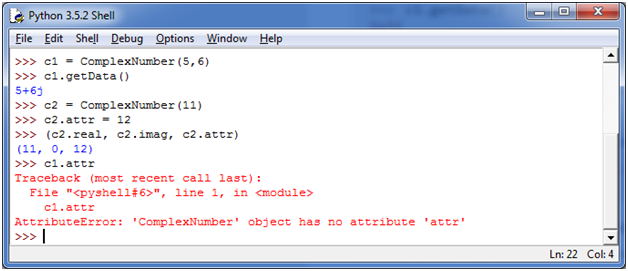 Python 3.5.2 Shell
File Edit Shell Debug Options Window Help
>>> c1 = ComplexNumber(5,6)
>>> c1.getData()
5+6j
>>> c2 = ComplexNumber(11)
>>> c2.attr = 12
>>> (c2.real, c2.imag, c2.attr)
(11, 0, 12)
>>> c1.attr
Traceback (most recent call last):
  File "<pyshell#6>", line 1, in <module>
    c1.attr
AttributeError: 'ComplexNumber' object has no attribute 'attr'
>>>
Ln: 22 Col: 4